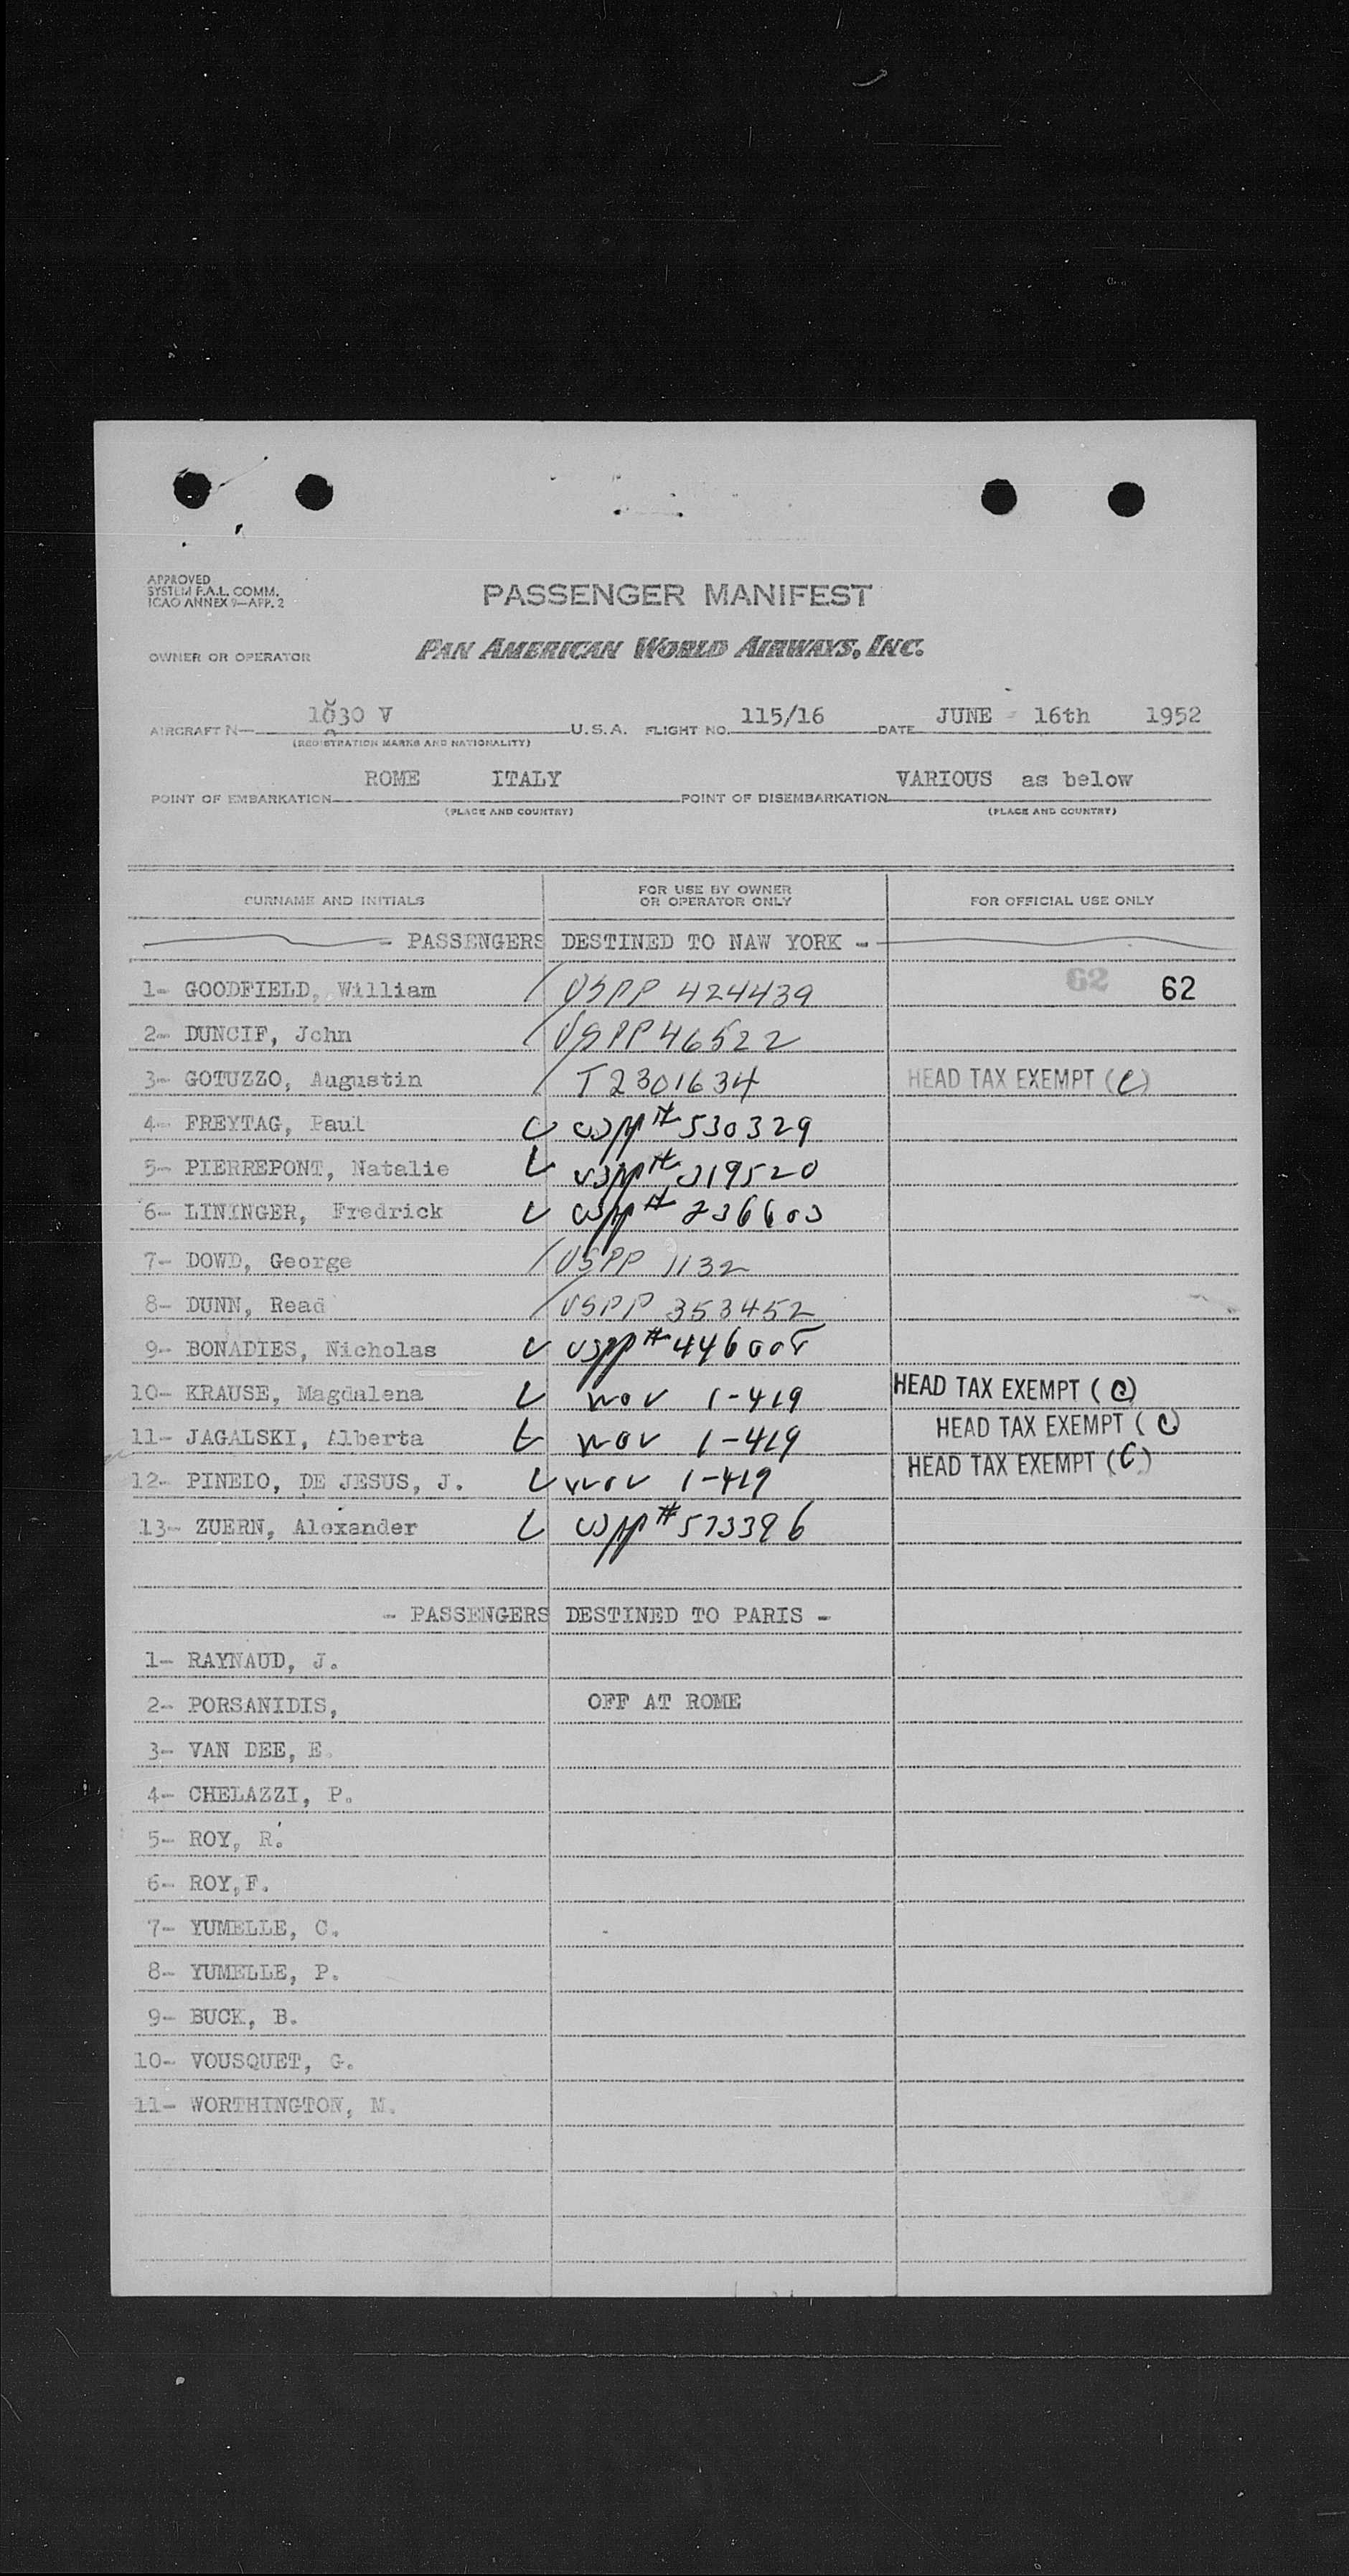 APPROVED
SYSTEM F.A.L. COMM.
ICAO ANNEX 9—APP. 2
PASSENGER MANIFEST
OWNER OR OPERATOR PAN AMERICAN WORLD AIRWAYS, INC.
AIRCRAFT N— 1030 V U.S.A. FLIGHT NO. 115/16 DATE JUNE - 16th 1952
(REGISTRATION MARKS AND NATIONALITY)
POINT OF EMBARKATION ROME ITALY POINT OF DISEMBARKATION VARIOUS as below
(PLACE AND COUNTRY) (PLACE AND COUNTRY)
SURNAME AND INITIALS FOR USE BY OWNER OR OPERATOR ONLY FOR OFFICIAL USE ONLY
- PASSENGERS DESTINED TO NAW YORK -
1- GOODFIELD, William / USPP 424439 62 62
2- DUNCIF, John / USPP 46522
3- GOTUZZO, Augustin / T2301634 HEAD TAX EXEMPT (C)
4- FREYTAG, Paul uspp# 530329
5- PIERREPONT, Natalie uspp# 319520
6- LININGER, Fredrick uspp# 236603
7- DOWD, George / USPP 1132
8- DUNN, Read / USPP 353452
9- BONADIES, Nicholas uspp#
10- KRAUSE, Magdalena 1-419 HEAD TAX EXEMPT (C)
11- JAGALSKI, Alberta 1-419 HEAD TAX EXEMPT (C)
12- PINEIO, DE JESUS, J. 1-419 HEAD TAX EXEMPT (C)
13- ZUERN, Alexander uspp# 573396
- PASSENGERS DESTINED TO PARIS -
1- RAYNAUD, J.
2- PORSANIDIS, OFF AT ROME
3- VAN DEE, E.
4- CHELAZZI, P.
5- ROY, R.
6- ROY,F.
7- YUMELLE, C.
8- YUMELLE, P.
9- BUCK, B.
10- VOUSQUET, G.
11- WORTHINGTON, M.